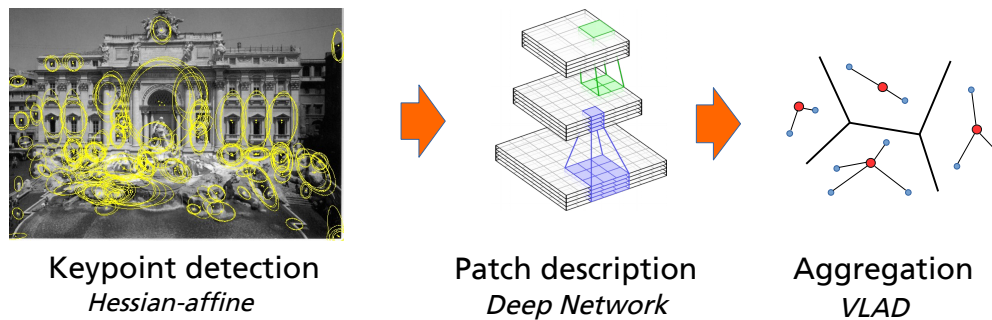 Keypoint detection
Hessian-affine
Patch description
Deep Network
Aggregation
VLAD